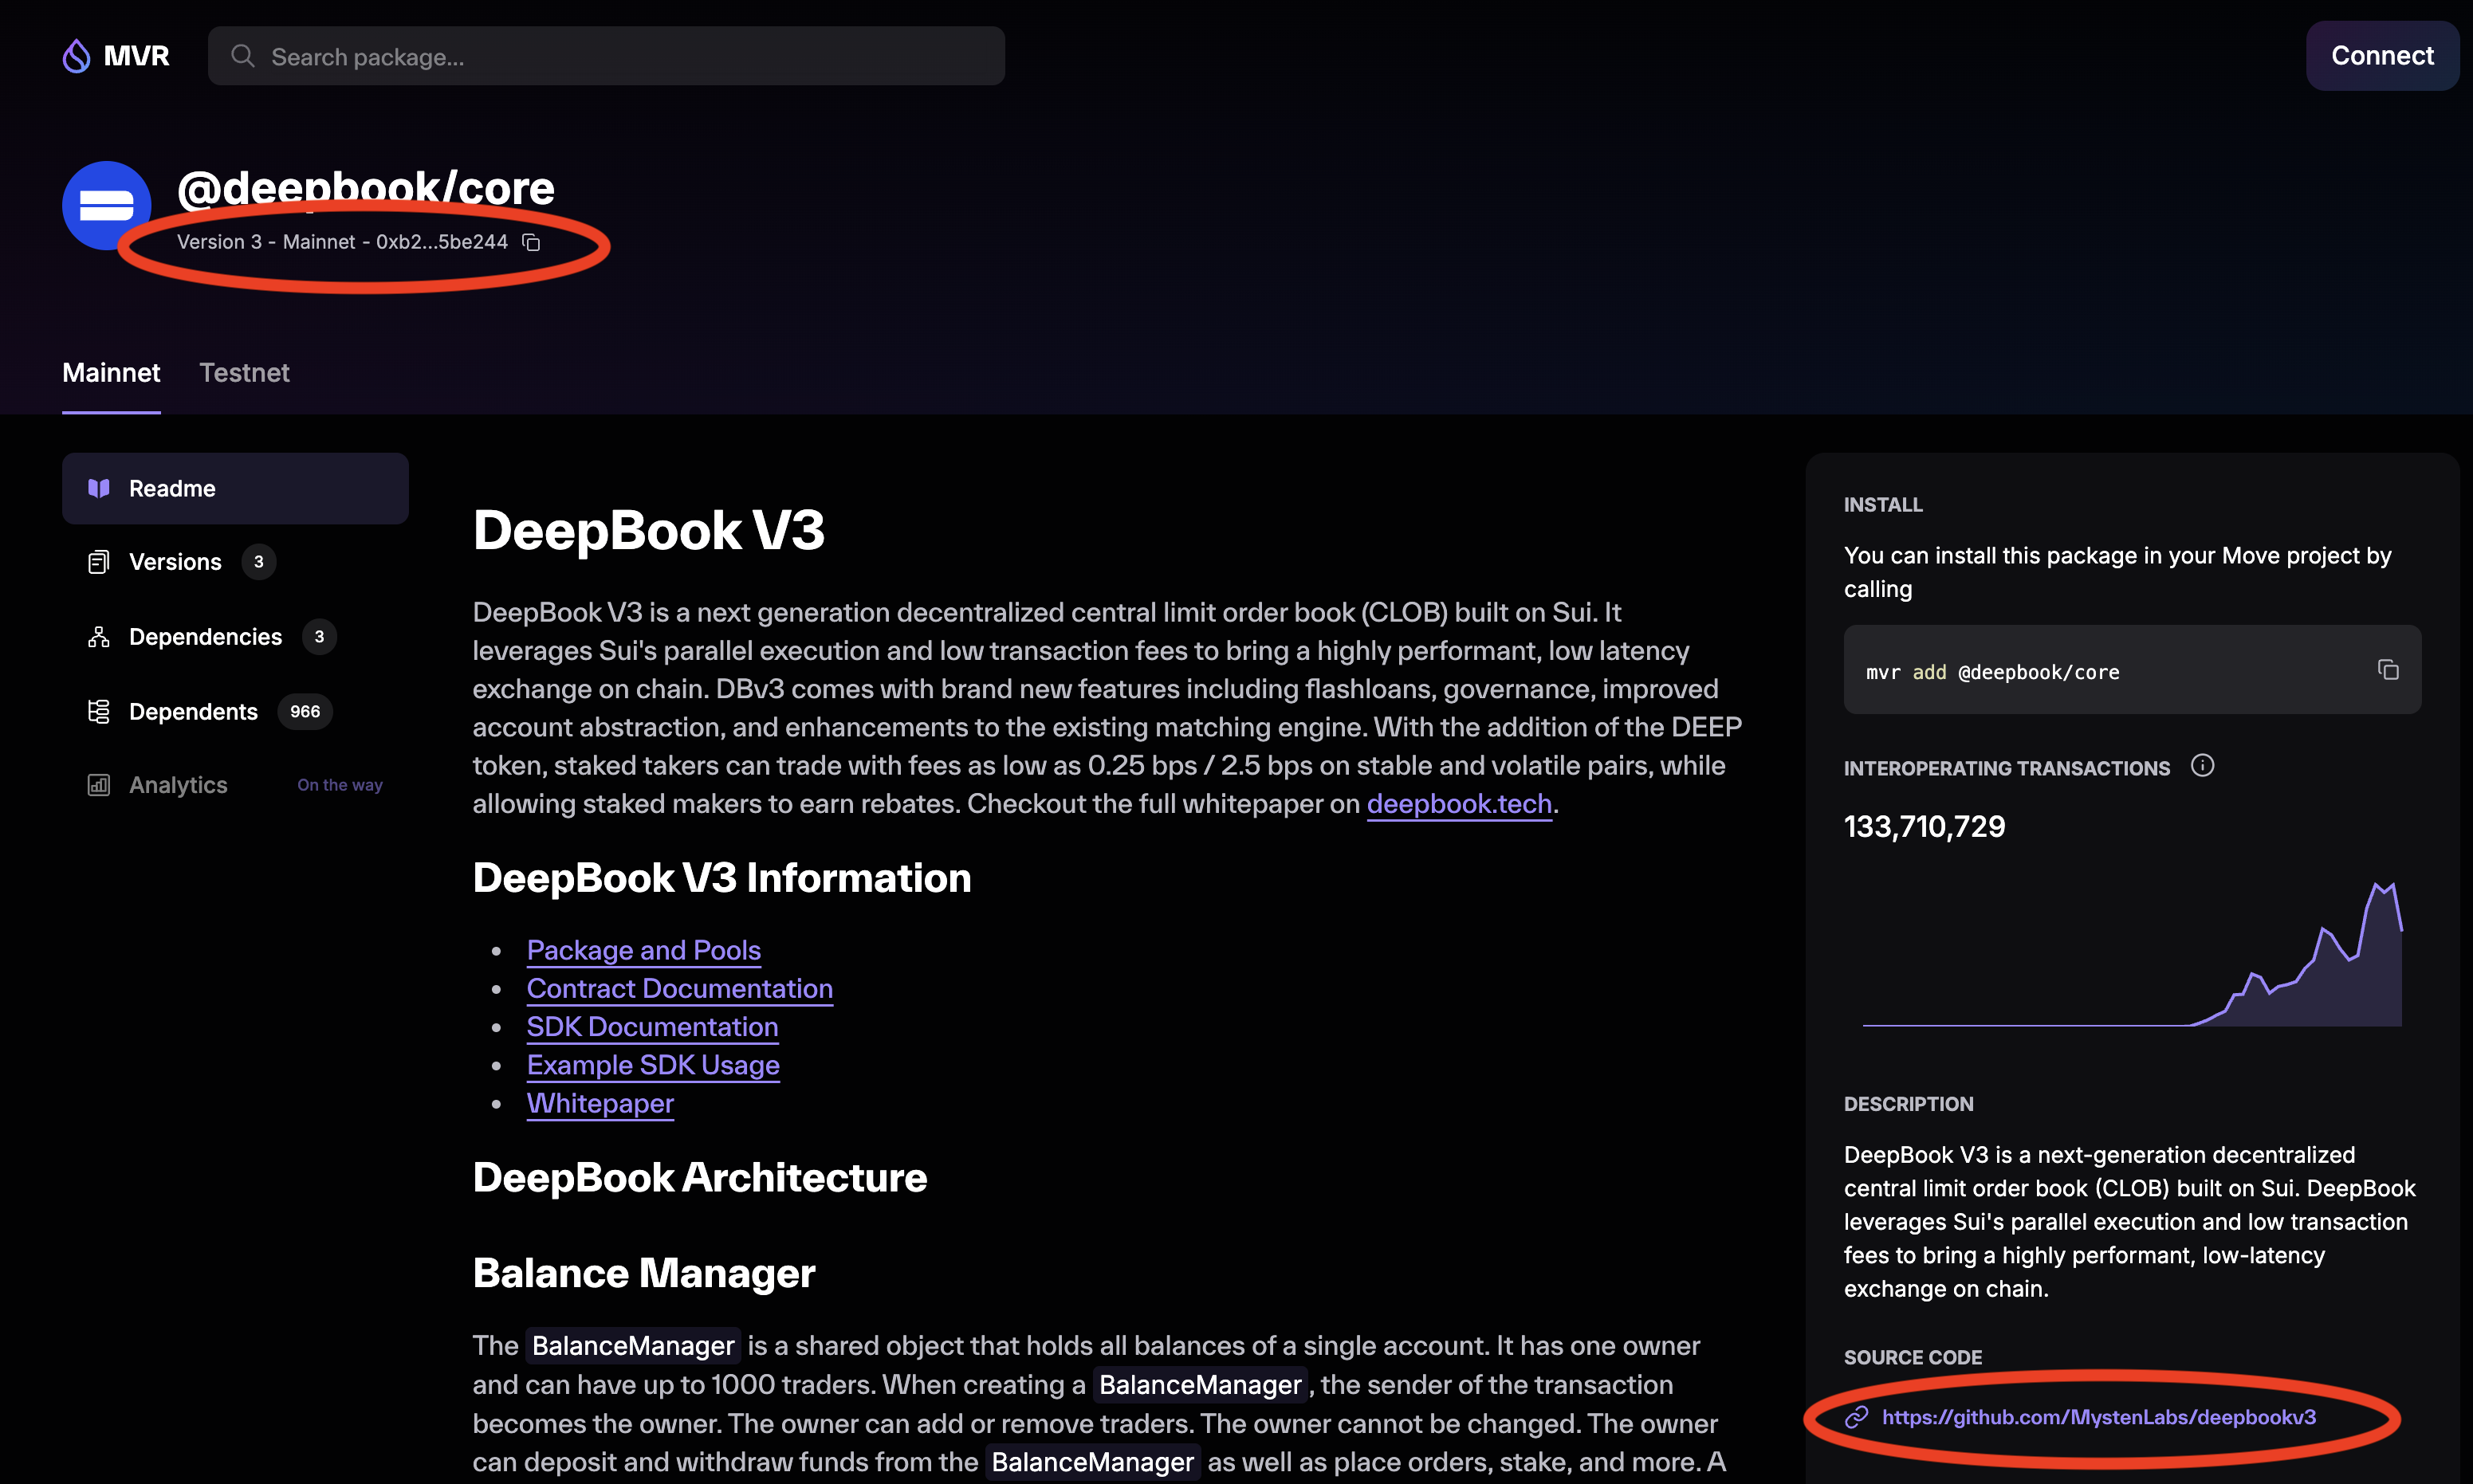 MVR
Search package...
Connect
@deepbook/core
Version 3 - Mainnet - 0xb2...5be244
Mainnet
Testnet
Readme
Versions 3
Dependencies 3
Dependents 966
Analytics On the way
DeepBook V3
DeepBook V3 is a next generation decentralized central limit order book (CLOB) built on Sui. It
leverages Sui's parallel execution and low transaction fees to bring a highly performant, low latency
exchange on chain. DBv3 comes with brand new features including flashloans, governance, improved
account abstraction, and enhancements to the existing matching engine. With the addition of the DEEP
token, staked takers can trade with fees as low as 0.25 bps / 2.5 bps on stable and volatile pairs, while
allowing staked makers to earn rebates. Checkout the full whitepaper on deepbook.tech.
DeepBook V3 Information
• Package and Pools
• Contract Documentation
• SDK Documentation
• Example SDK Usage
• Whitepaper
DeepBook Architecture
Balance Manager
The BalanceManager is a shared object that holds all balances of a single account. It has one owner
and can have up to 1000 traders. When creating a BalanceManager, the sender of the transaction
becomes the owner. The owner can add or remove traders. The owner cannot be changed. The owner
can deposit and withdraw funds from the BalanceManager as well as place orders, stake, and more. A
INSTALL
You can install this package in your Move project by
calling
mvr add @deepbook/core
INTEROPERATING TRANSACTIONS
133,710,729
DESCRIPTION
DeepBook V3 is a next-generation decentralized
central limit order book (CLOB) built on Sui. DeepBook
leverages Sui's parallel execution and low transaction
fees to bring a highly performant, low-latency
exchange on chain.
SOURCE CODE
https://github.com/MystenLabs/deepbookv3